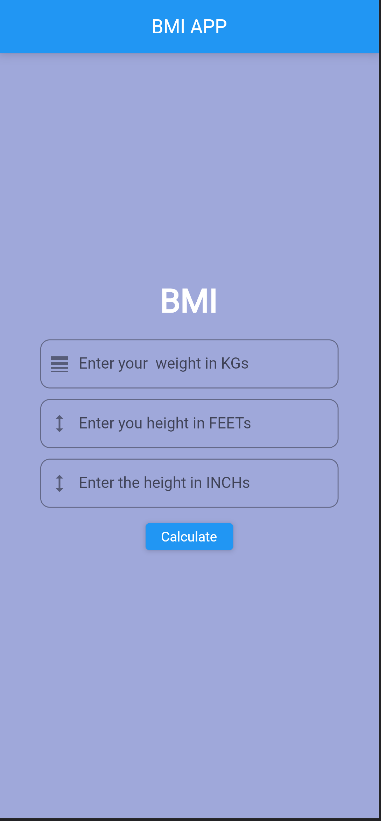 BMI APP
BMI
Enter your  weight in KGs
Enter you height in FEETs
Enter the height in INCHs
Calculate